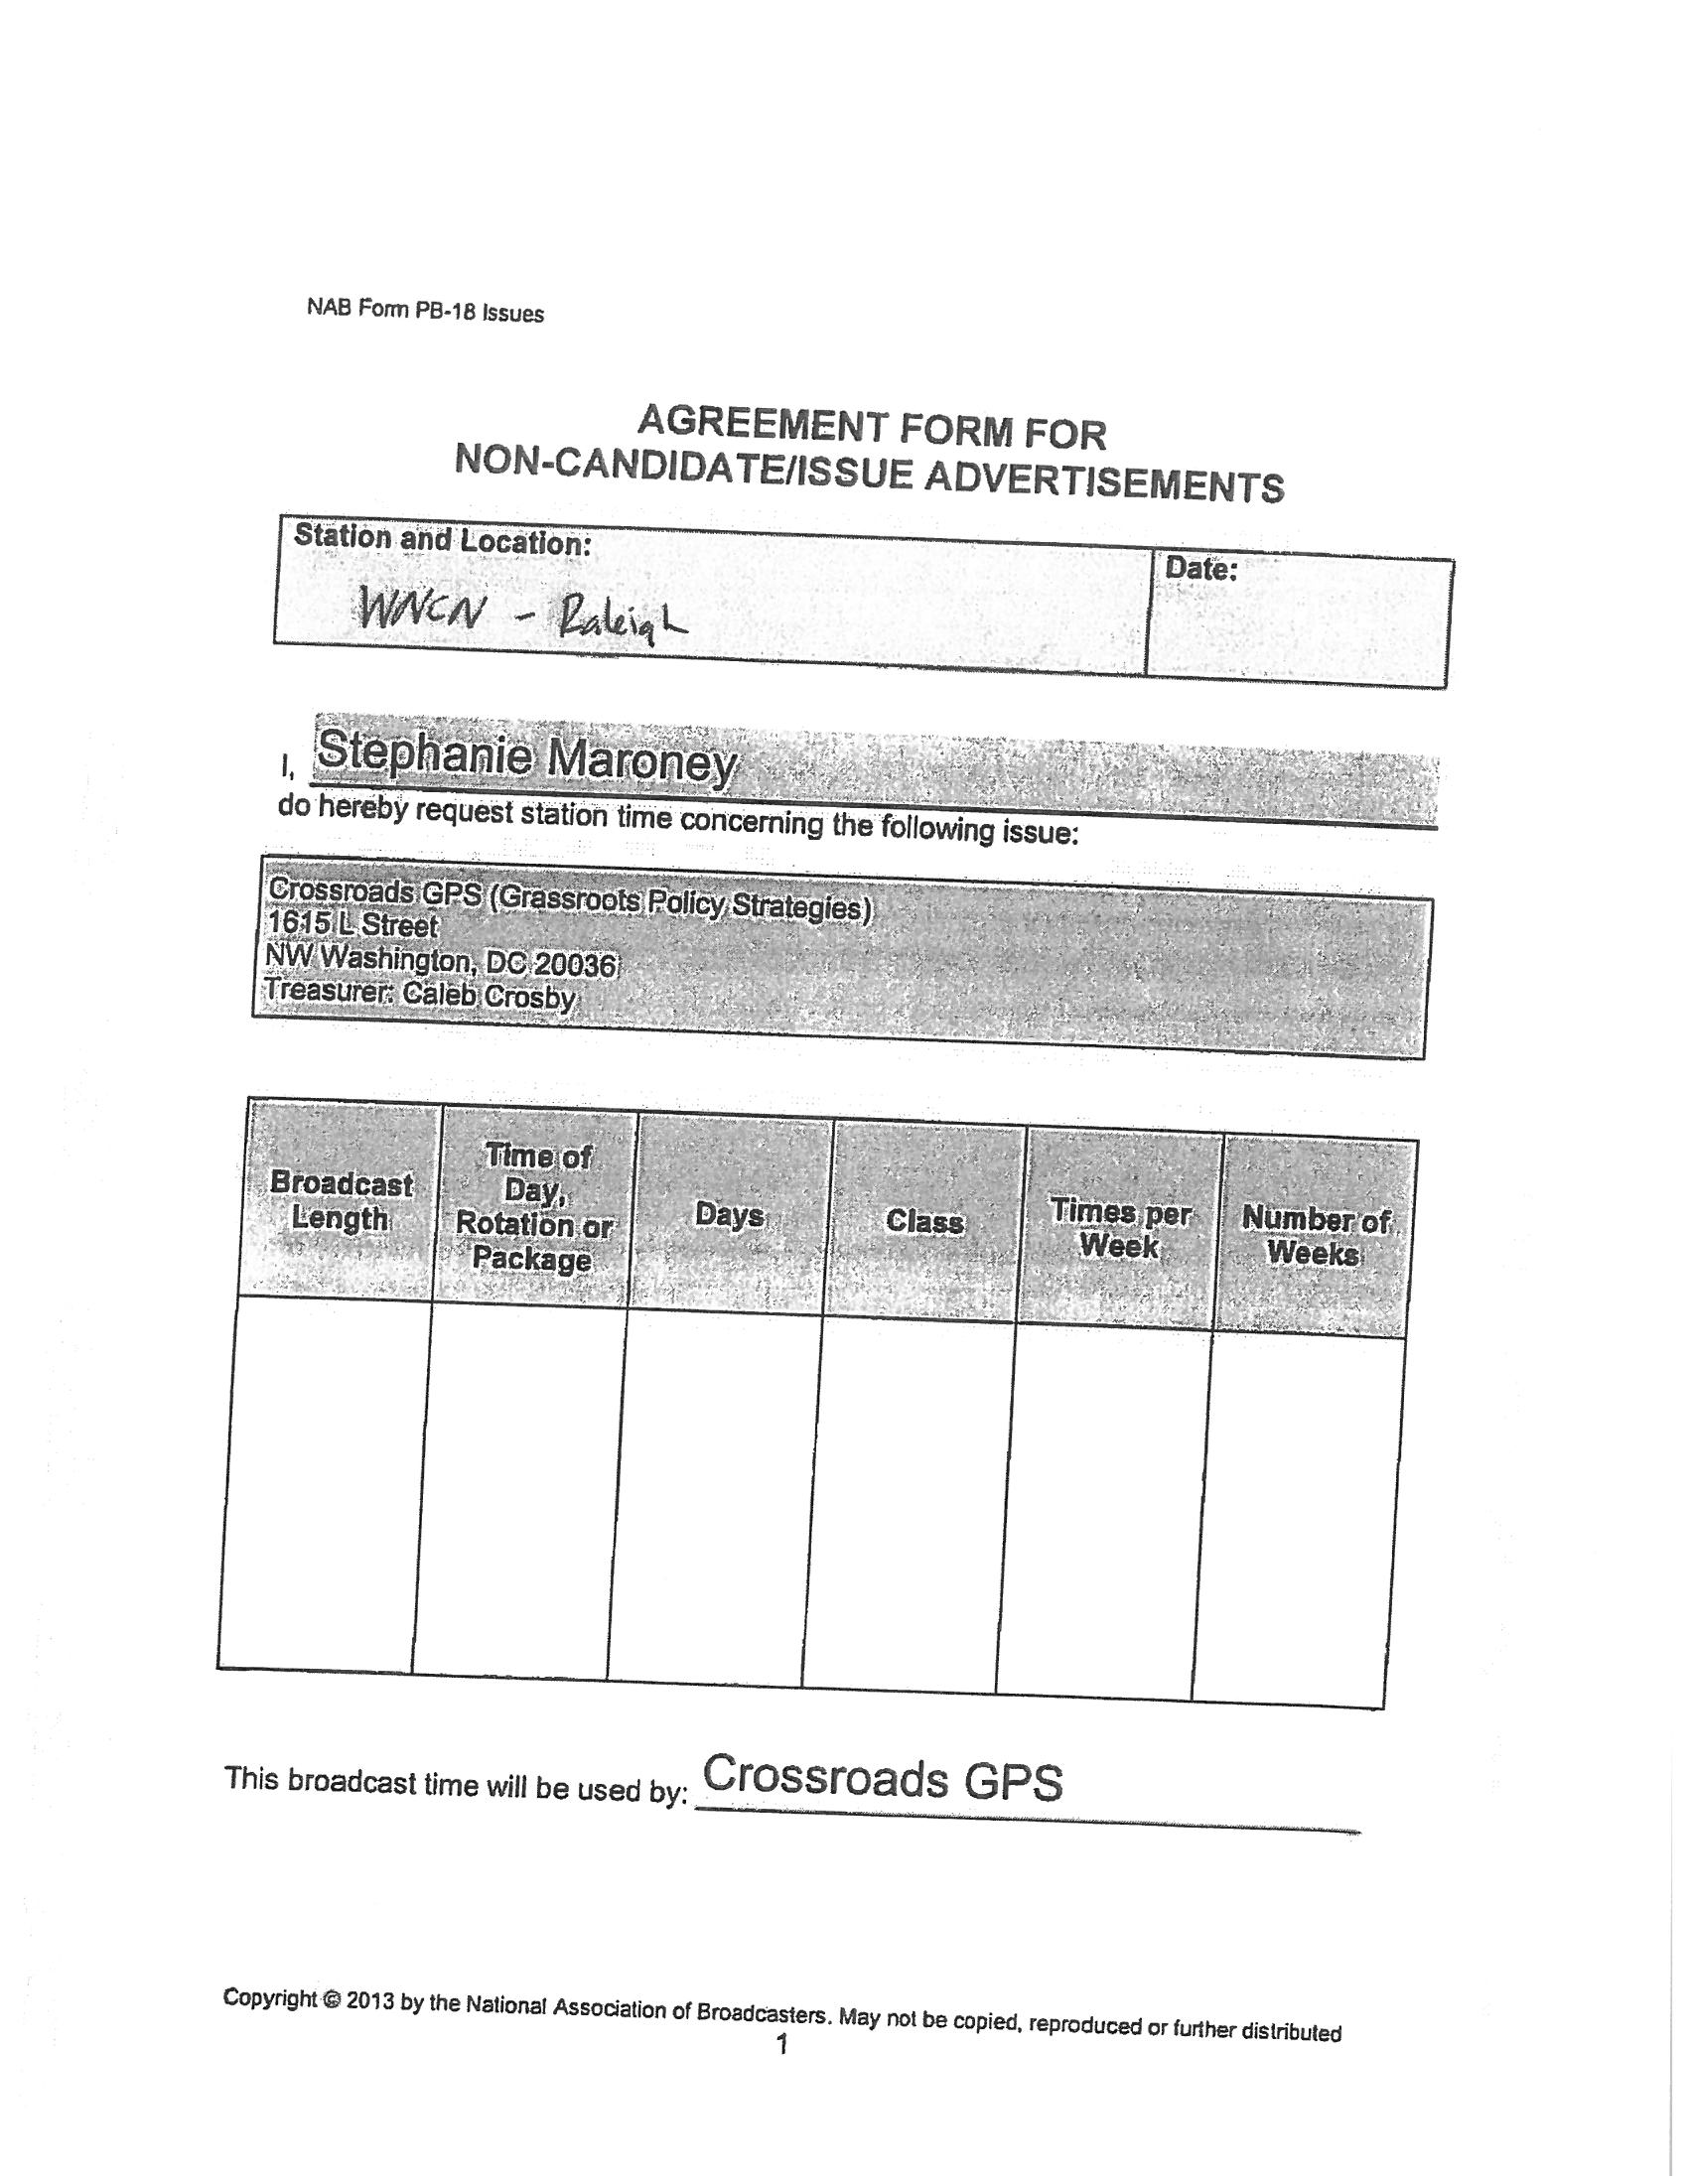 NAB Form PB-18 Issues
AGREEMENT FORM FOR
NON-CANDIDATE/ISSUE ADVERTISEMENTS
Station and Location:
Date:
WNCN - Raleigh
I, Stephanie Maroney
do hereby request station time concerning the following issue:
Crossroads GPS (Grassroots Policy Strategies)
1615 L Street
NW Washington, DC 20036
Treasurer: Caleb Crosby
Broadcast
Length
Time of
Day,
Rotation or
Package
Days
Class
Times per
Week
Number of
Weeks
This broadcast time will be used by: Crossroads GPS
Copyright © 2013 by the National Association of Broadcasters. May not be copied, reproduced or further distributed
1